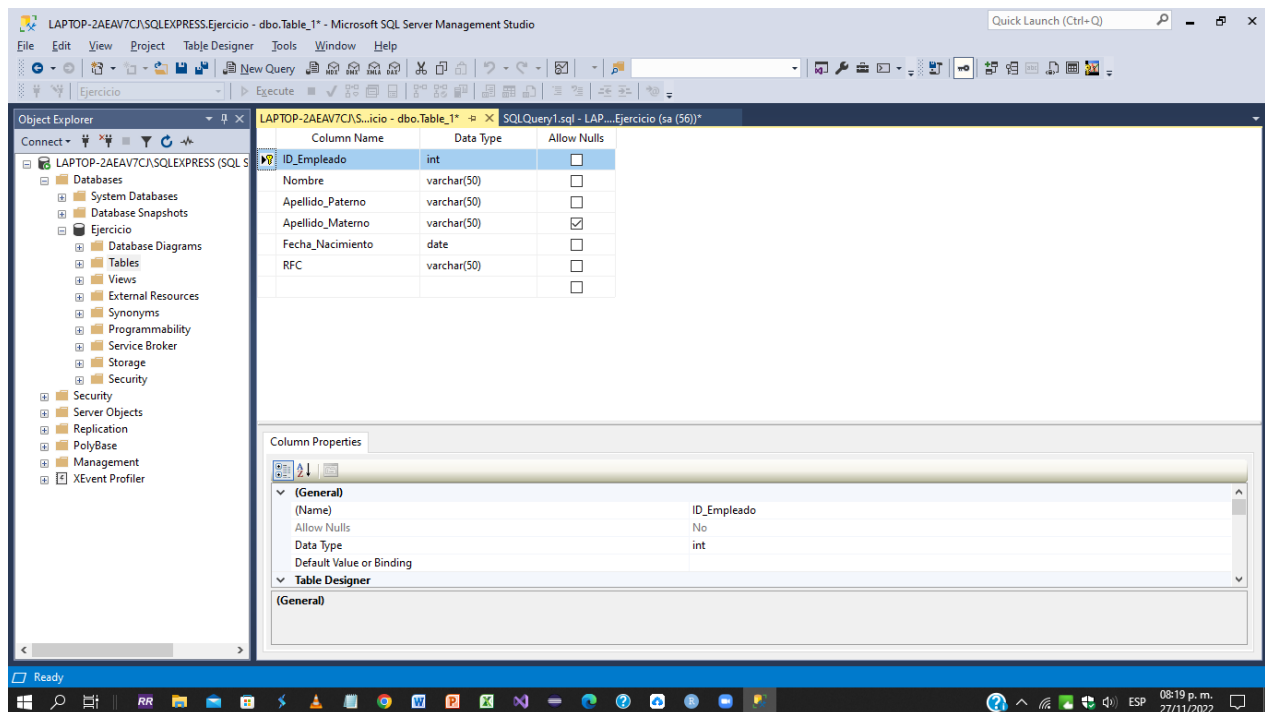 LAPTOP-2AEAV7CJ\SQLEXPRESS.Ejercicio - dbo.Table_1* - Microsoft SQL Server Management Studio
Quick Launch (Ctrl+Q)
File Edit View Project Table Designer Tools Window Help
New Query
Ejercicio
Execute
Object Explorer
LAPTOP-2AEAV7CJ\S...icio - dbo.Table_1*
SQLQuery1.sql - LAP....Ejercicio (sa (56))*
Connect
LAPTOP-2AEAV7CJ\SQLEXPRESS (SQL S
Databases
System Databases
Database Snapshots
Ejercicio
Database Diagrams
Tables
Views
External Resources
Synonyms
Programmability
Service Broker
Storage
Security
Security
Server Objects
Replication
PolyBase
Management
XEvent Profiler
Column Name Data Type Allow Nulls
ID_Empleado int
Nombre varchar(50)
Apellido_Paterno varchar(50)
Apellido_Materno varchar(50)
Fecha_Nacimiento date
RFC varchar(50)
Column Properties
(General)
(Name) ID_Empleado
Allow Nulls No
Data Type int
Default Value or Binding
Table Designer
(General)
Ready
ESP
08:19 p. m.
27/11/2022